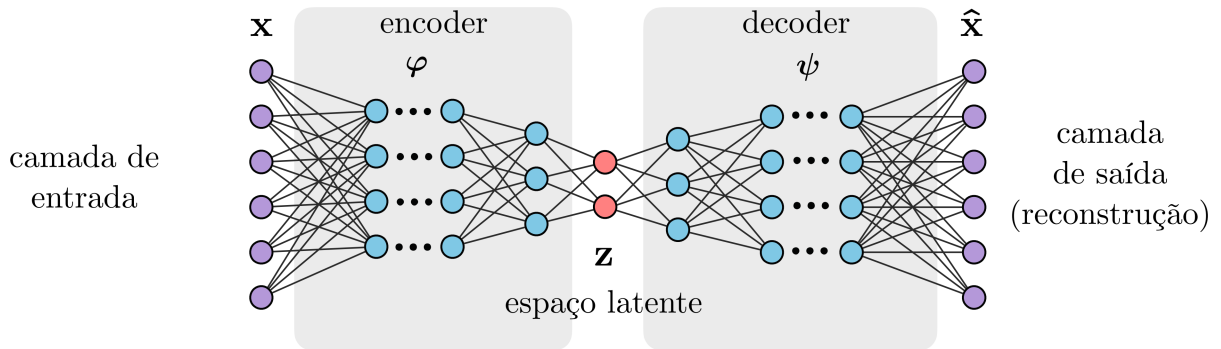 x
encoder
φ
decoder
ψ
x̂
camada de
entrada
z
espaço latente
camada
de saída
(reconstrução)